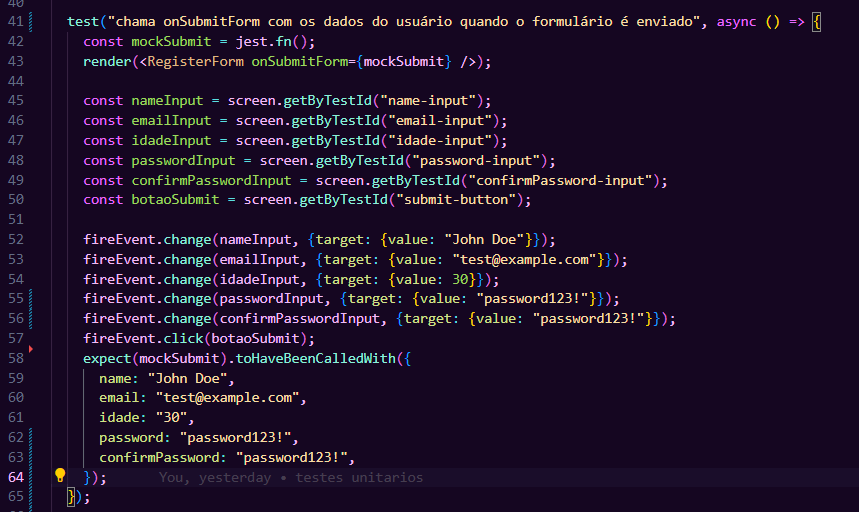 40
41 test("chama onSubmitForm com os dados do usuário quando o formulário é enviado", async () => {
42 const mockSubmit = jest.fn();
43 render(<RegisterForm onSubmitForm={mockSubmit} />);
44
45 const nameInput = screen.getByTestId("name-input");
46 const emailInput = screen.getByTestId("email-input");
47 const idadeInput = screen.getByTestId("idade-input");
48 const passwordInput = screen.getByTestId("password-input");
49 const confirmPasswordInput = screen.getByTestId("confirmPassword-input");
50 const botaoSubmit = screen.getByTestId("submit-button");
51
52 fireEvent.change(nameInput, {target: {value: "John Doe"}});
53 fireEvent.change(emailInput, {target: {value: "test@example.com"}});
54 fireEvent.change(idadeInput, {target: {value: 30}});
55 fireEvent.change(passwordInput, {target: {value: "password123!"}});
56 fireEvent.change(confirmPasswordInput, {target: {value: "password123!"}});
57 fireEvent.click(botaoSubmit);
58 expect(mockSubmit).toHaveBeenCalledWith({
59 name: "John Doe",
60 email: "test@example.com",
61 idade: "30",
62 password: "password123!",
63 confirmPassword: "password123!",
64 }); You, yesterday • testes unitarios
65 });